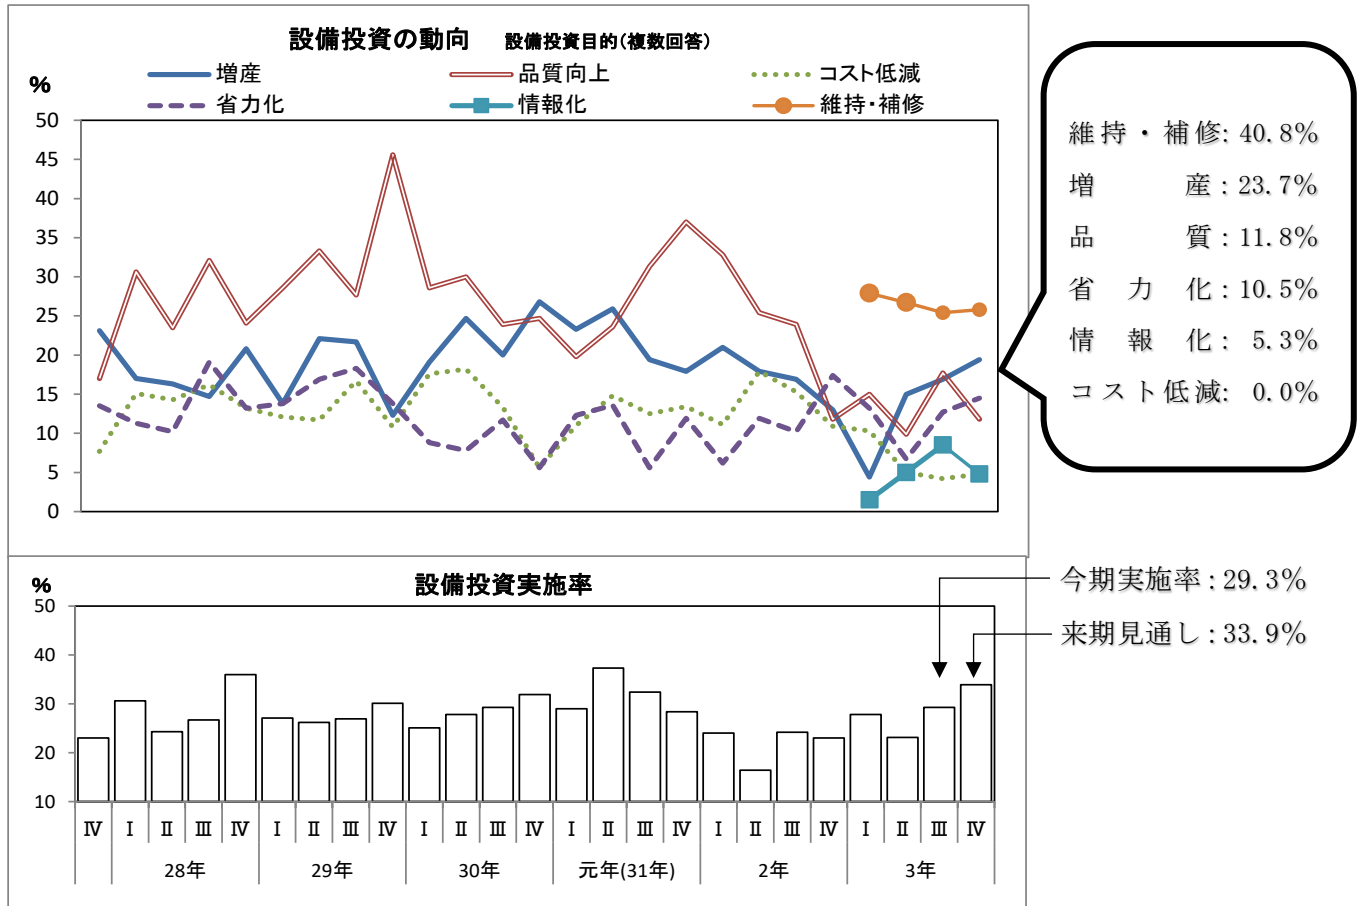 設備投資の動向 設備投資目的(複数回答)
%
増産 品質向上 コスト低減
省力化 情報化 維持・補修
50
45
40
35
30
25
20
15
10
5
0
維持・補修: 40.8%
増産: 23.7%
品質: 11.8%
省力化: 10.5%
情報化: 5.3%
コスト低減: 0.0%
設備投資実施率
%
50
40
30
20
10
今期実施率: 29.3%
来期見通し: 33.9%
Ⅳ Ⅰ Ⅱ Ⅲ Ⅳ Ⅰ Ⅱ Ⅲ Ⅳ Ⅰ Ⅱ Ⅲ Ⅳ Ⅰ Ⅱ Ⅲ Ⅳ Ⅰ Ⅱ Ⅲ Ⅳ Ⅰ Ⅱ Ⅲ Ⅳ
28年 29年 30年 元年(31年) 2年 3年